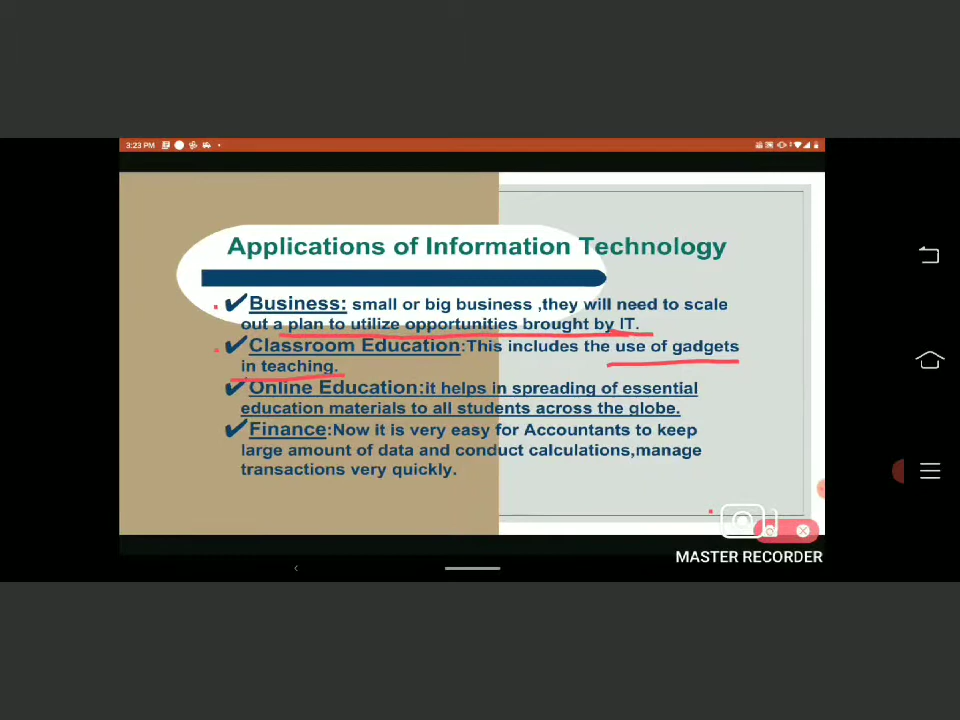 3:23 PM
Applications of Information Technology
✔Business: small or big business ,they will need to scale
out a plan to utilize opportunities brought by IT.
✔Classroom Education:This includes the use of gadgets
in teaching.
✔Online Education:it helps in spreading of essential
education materials to all students across the globe.
✔Finance:Now it is very easy for Accountants to keep
large amount of data and conduct calculations,manage
transactions very quickly.
MASTER RECORDER